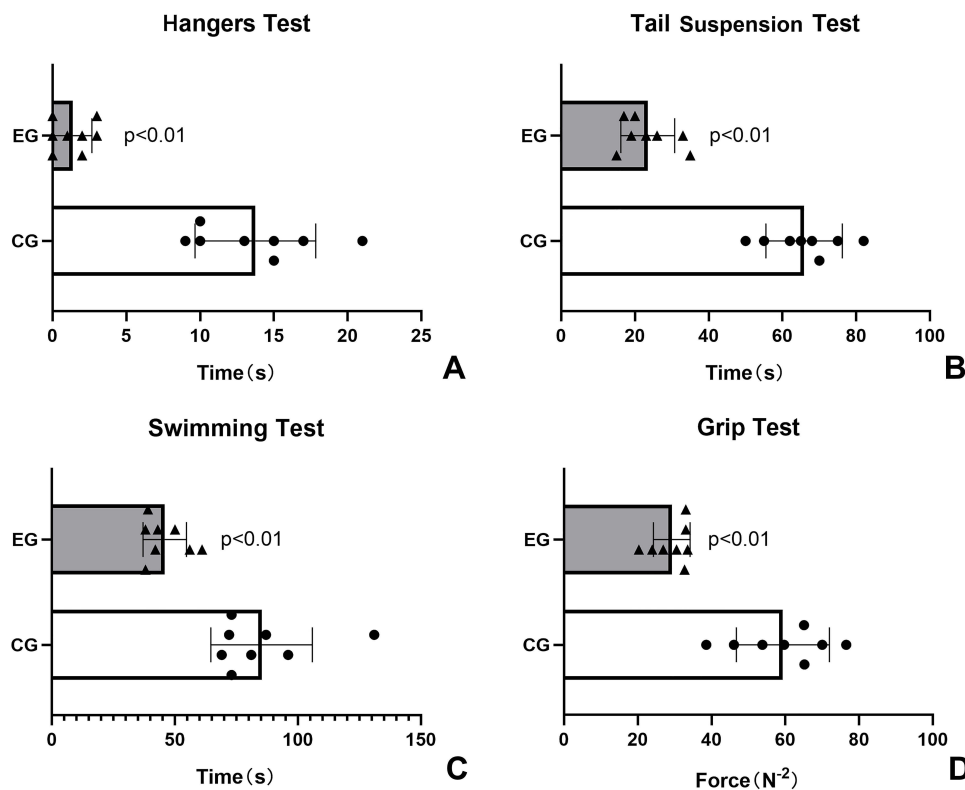 Hangers Test
EG
p<0.01
CG
0 5 10 15 20 25
Time(s)
A
Tail Suspension Test
EG
p<0.01
CG
0 20 40 60 80 100
Time(s)
B
Swimming Test
EG
p<0.01
CG
0 50 100 150
Time(s)
C
Grip Test
EG
p<0.01
CG
0 20 40 60 80 100
Force(N⁻²)
D